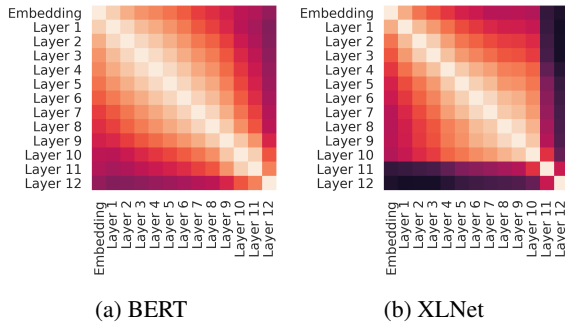 Embedding
Layer 1
Layer 2
Layer 3
Layer 4
Layer 5
Layer 6
Layer 7
Layer 8
Layer 9
Layer 10
Layer 11
Layer 12
Embedding
Layer 1
Layer 2
Layer 3
Layer 4
Layer 5
Layer 6
Layer 7
Layer 8
Layer 9
Layer 10
Layer 11
Layer 12
(a) BERT
Embedding
Layer 1
Layer 2
Layer 3
Layer 4
Layer 5
Layer 6
Layer 7
Layer 8
Layer 9
Layer 10
Layer 11
Layer 12
Embedding
Layer 1
Layer 2
Layer 3
Layer 4
Layer 5
Layer 6
Layer 7
Layer 8
Layer 9
Layer 10
Layer 11
Layer 12
(b) XLNet